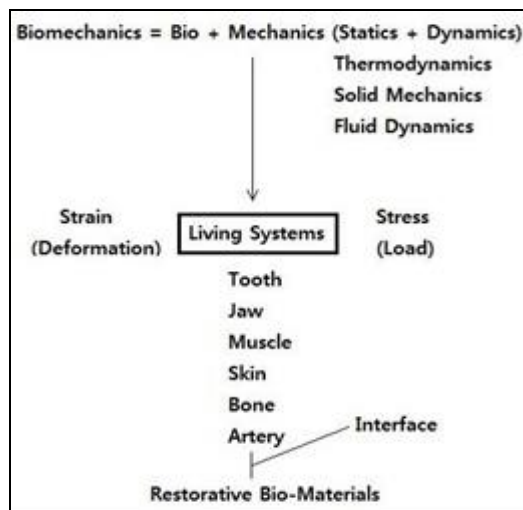 Biomechanics = Bio + Mechanics (Statics + Dynamics)
Thermodynamics
Solid Mechanics
Fluid Dynamics
Strain
(Deformation)
Living Systems
Stress
(Load)
Tooth
Jaw
Muscle
Skin
Bone
Artery
Interface
Restorative Bio-Materials